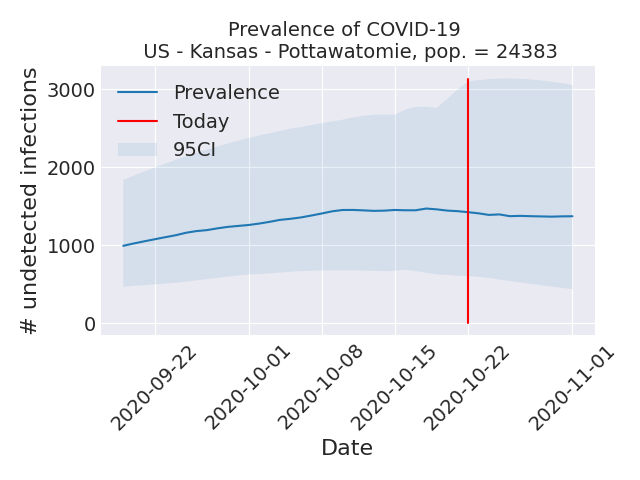 Prevalence of COVID-19
US - Kansas - Pottawatomie, pop. = 24383
# undetected infections
3000
2000
1000
0
Prevalence
Today
95CI
2020-09-22
2020-10-01
2020-10-08
2020-10-15
2020-10-22
2020-11-01
Date